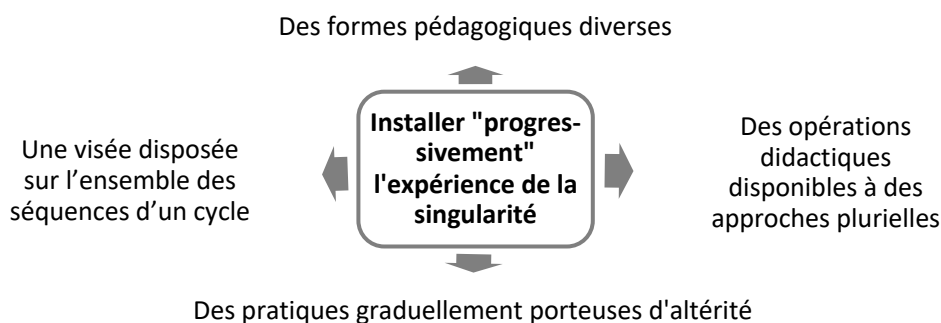 Des formes pédagogiques diverses
Une visée disposée
sur l’ensemble des
séquences d’un cycle
Installer "progres-
sivement"
l'expérience de la
singularité
Des opérations
didactiques
disponibles à des
approches plurielles
Des pratiques graduellement porteuses d'altérité